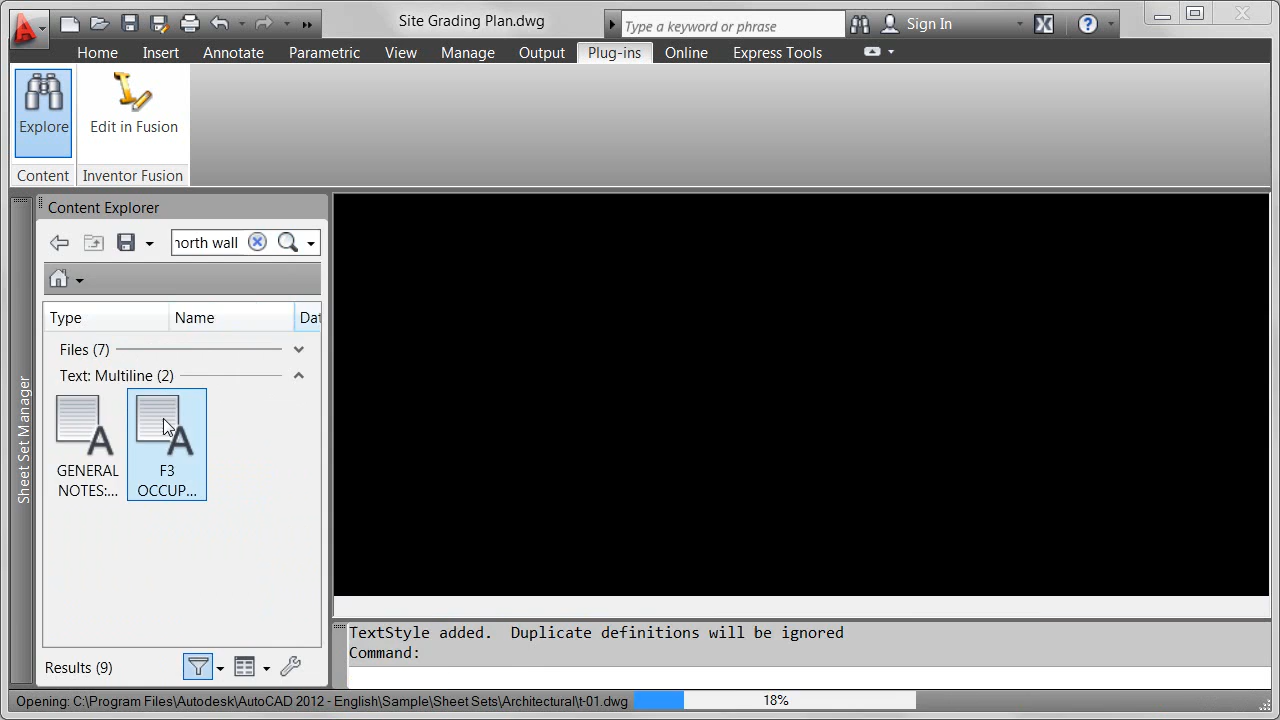 Site Grading Plan.dwg
Type a keyword or phrase
Sign In
Home Insert Annotate Parametric View Manage Output Plug-ins Online Express Tools
Explore
Edit in Fusion
Content
Inventor Fusion
Content Explorer
north wall
Type Name Dat
Files (7)
Text: Multiline (2)
A A
GENERAL NOTES:...
F3 OCCUP...
Sheet Set Manager
TextStyle added. Duplicate definitions will be ignored
Command:
Results (9)
Opening: C:\Program Files\Autodesk\AutoCAD 2012 - English\Sample\Sheet Sets\Architectural\t-01.dwg 18%